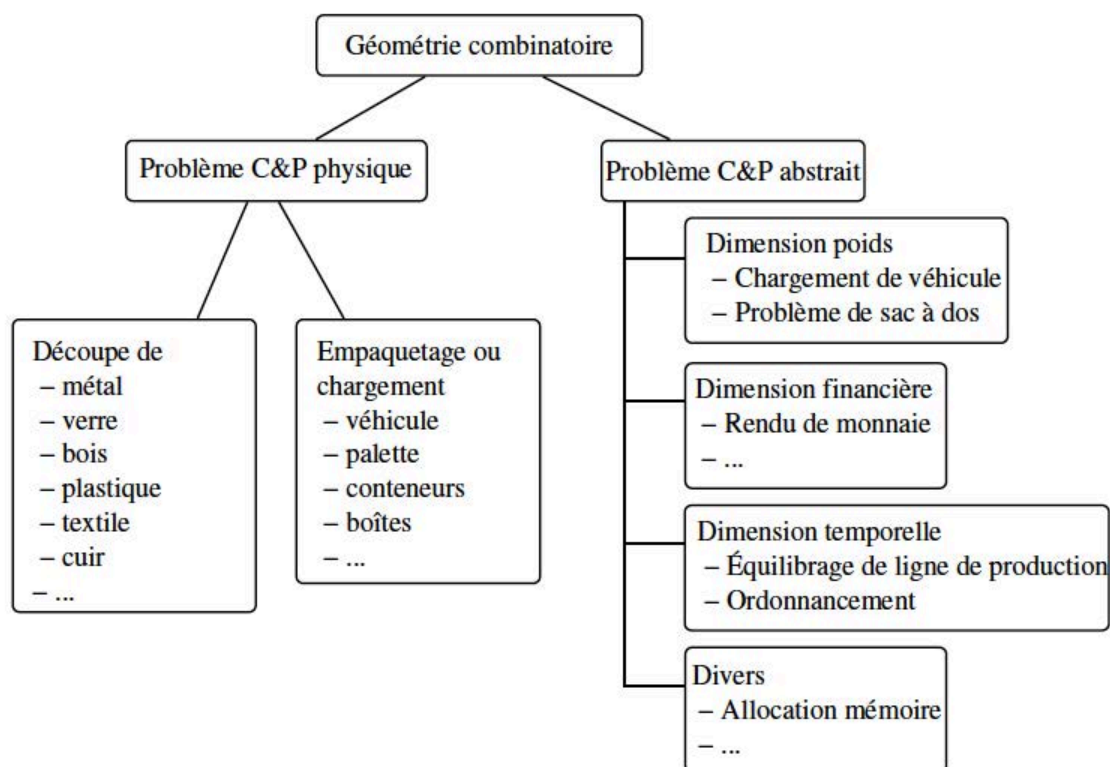 Géométrie combinatoire
Problème C&P physique
Problème C&P abstrait
Découpe de
– métal
– verre
– bois
– plastique
– textile
– cuir
– ...
Empaquetage ou
chargement
– véhicule
– palette
– conteneurs
– boîtes
– ...
Dimension poids
– Chargement de véhicule
– Problème de sac à dos
Dimension financière
– Rendu de monnaie
– ...
Dimension temporelle
– Équilibrage de ligne de production
– Ordonnancement
Divers
– Allocation mémoire
– ...